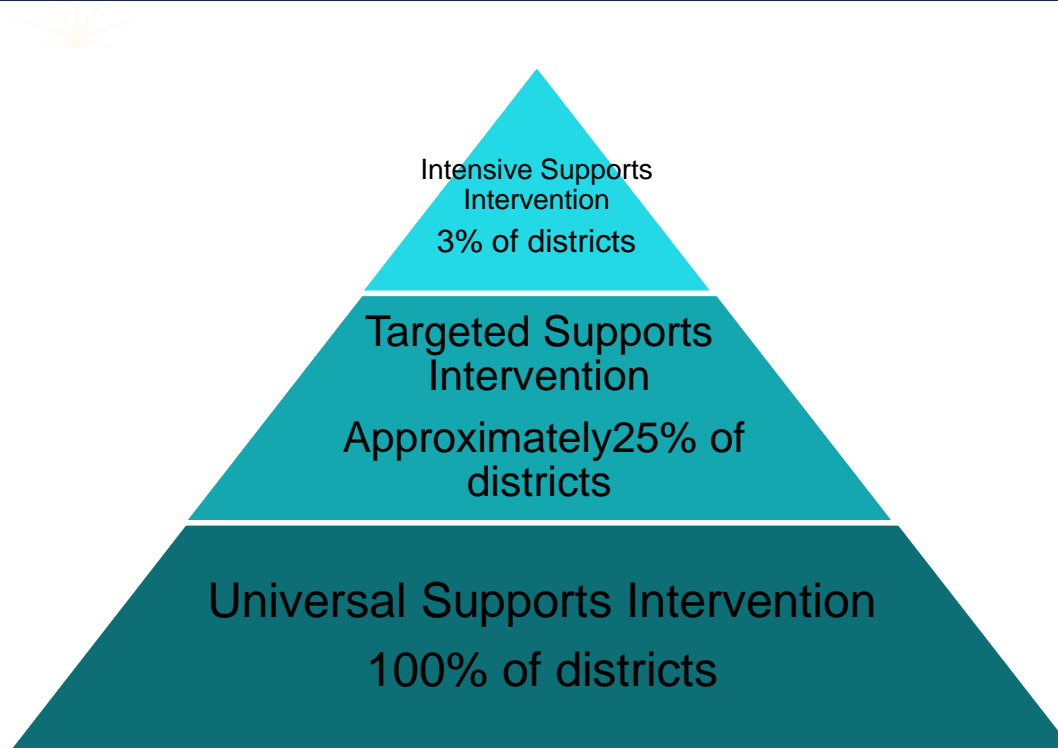 Intensive Supports
Intervention
3% of districts
Targeted Supports
Intervention
Approximately25% of
districts
Universal Supports Intervention
100% of districts